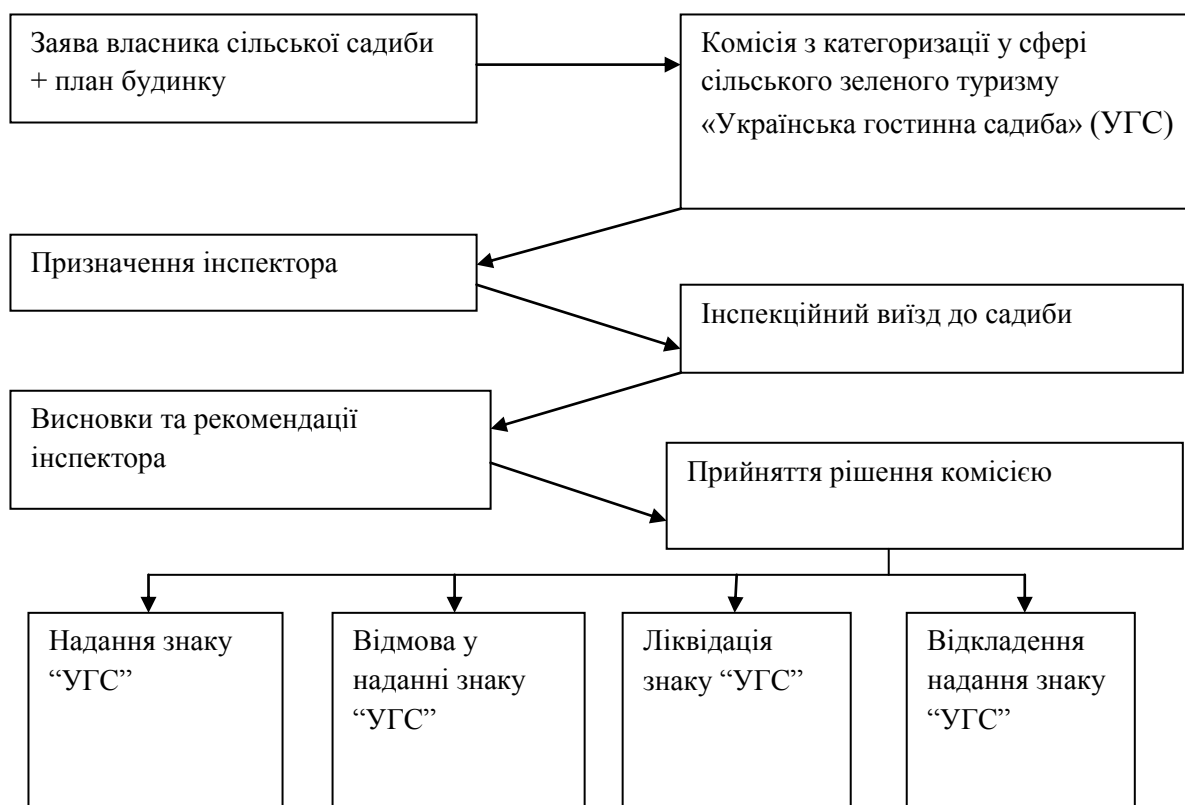 Заява власника сільської садиби
+ план будинку
Комісія з категоризації у сфері
сільського зеленого туризму
«Українська гостинна садиба» (УГС)
Призначення інспектора
Інспекційний виїзд до садиби
Висновки та рекомендації
інспектора
Прийняття рішення комісією
Надання знаку
“УГС”
Відмова у
наданні знаку
“УГС”
Ліквідація
знаку “УГС”
Відкладення
надання знаку
“УГС”